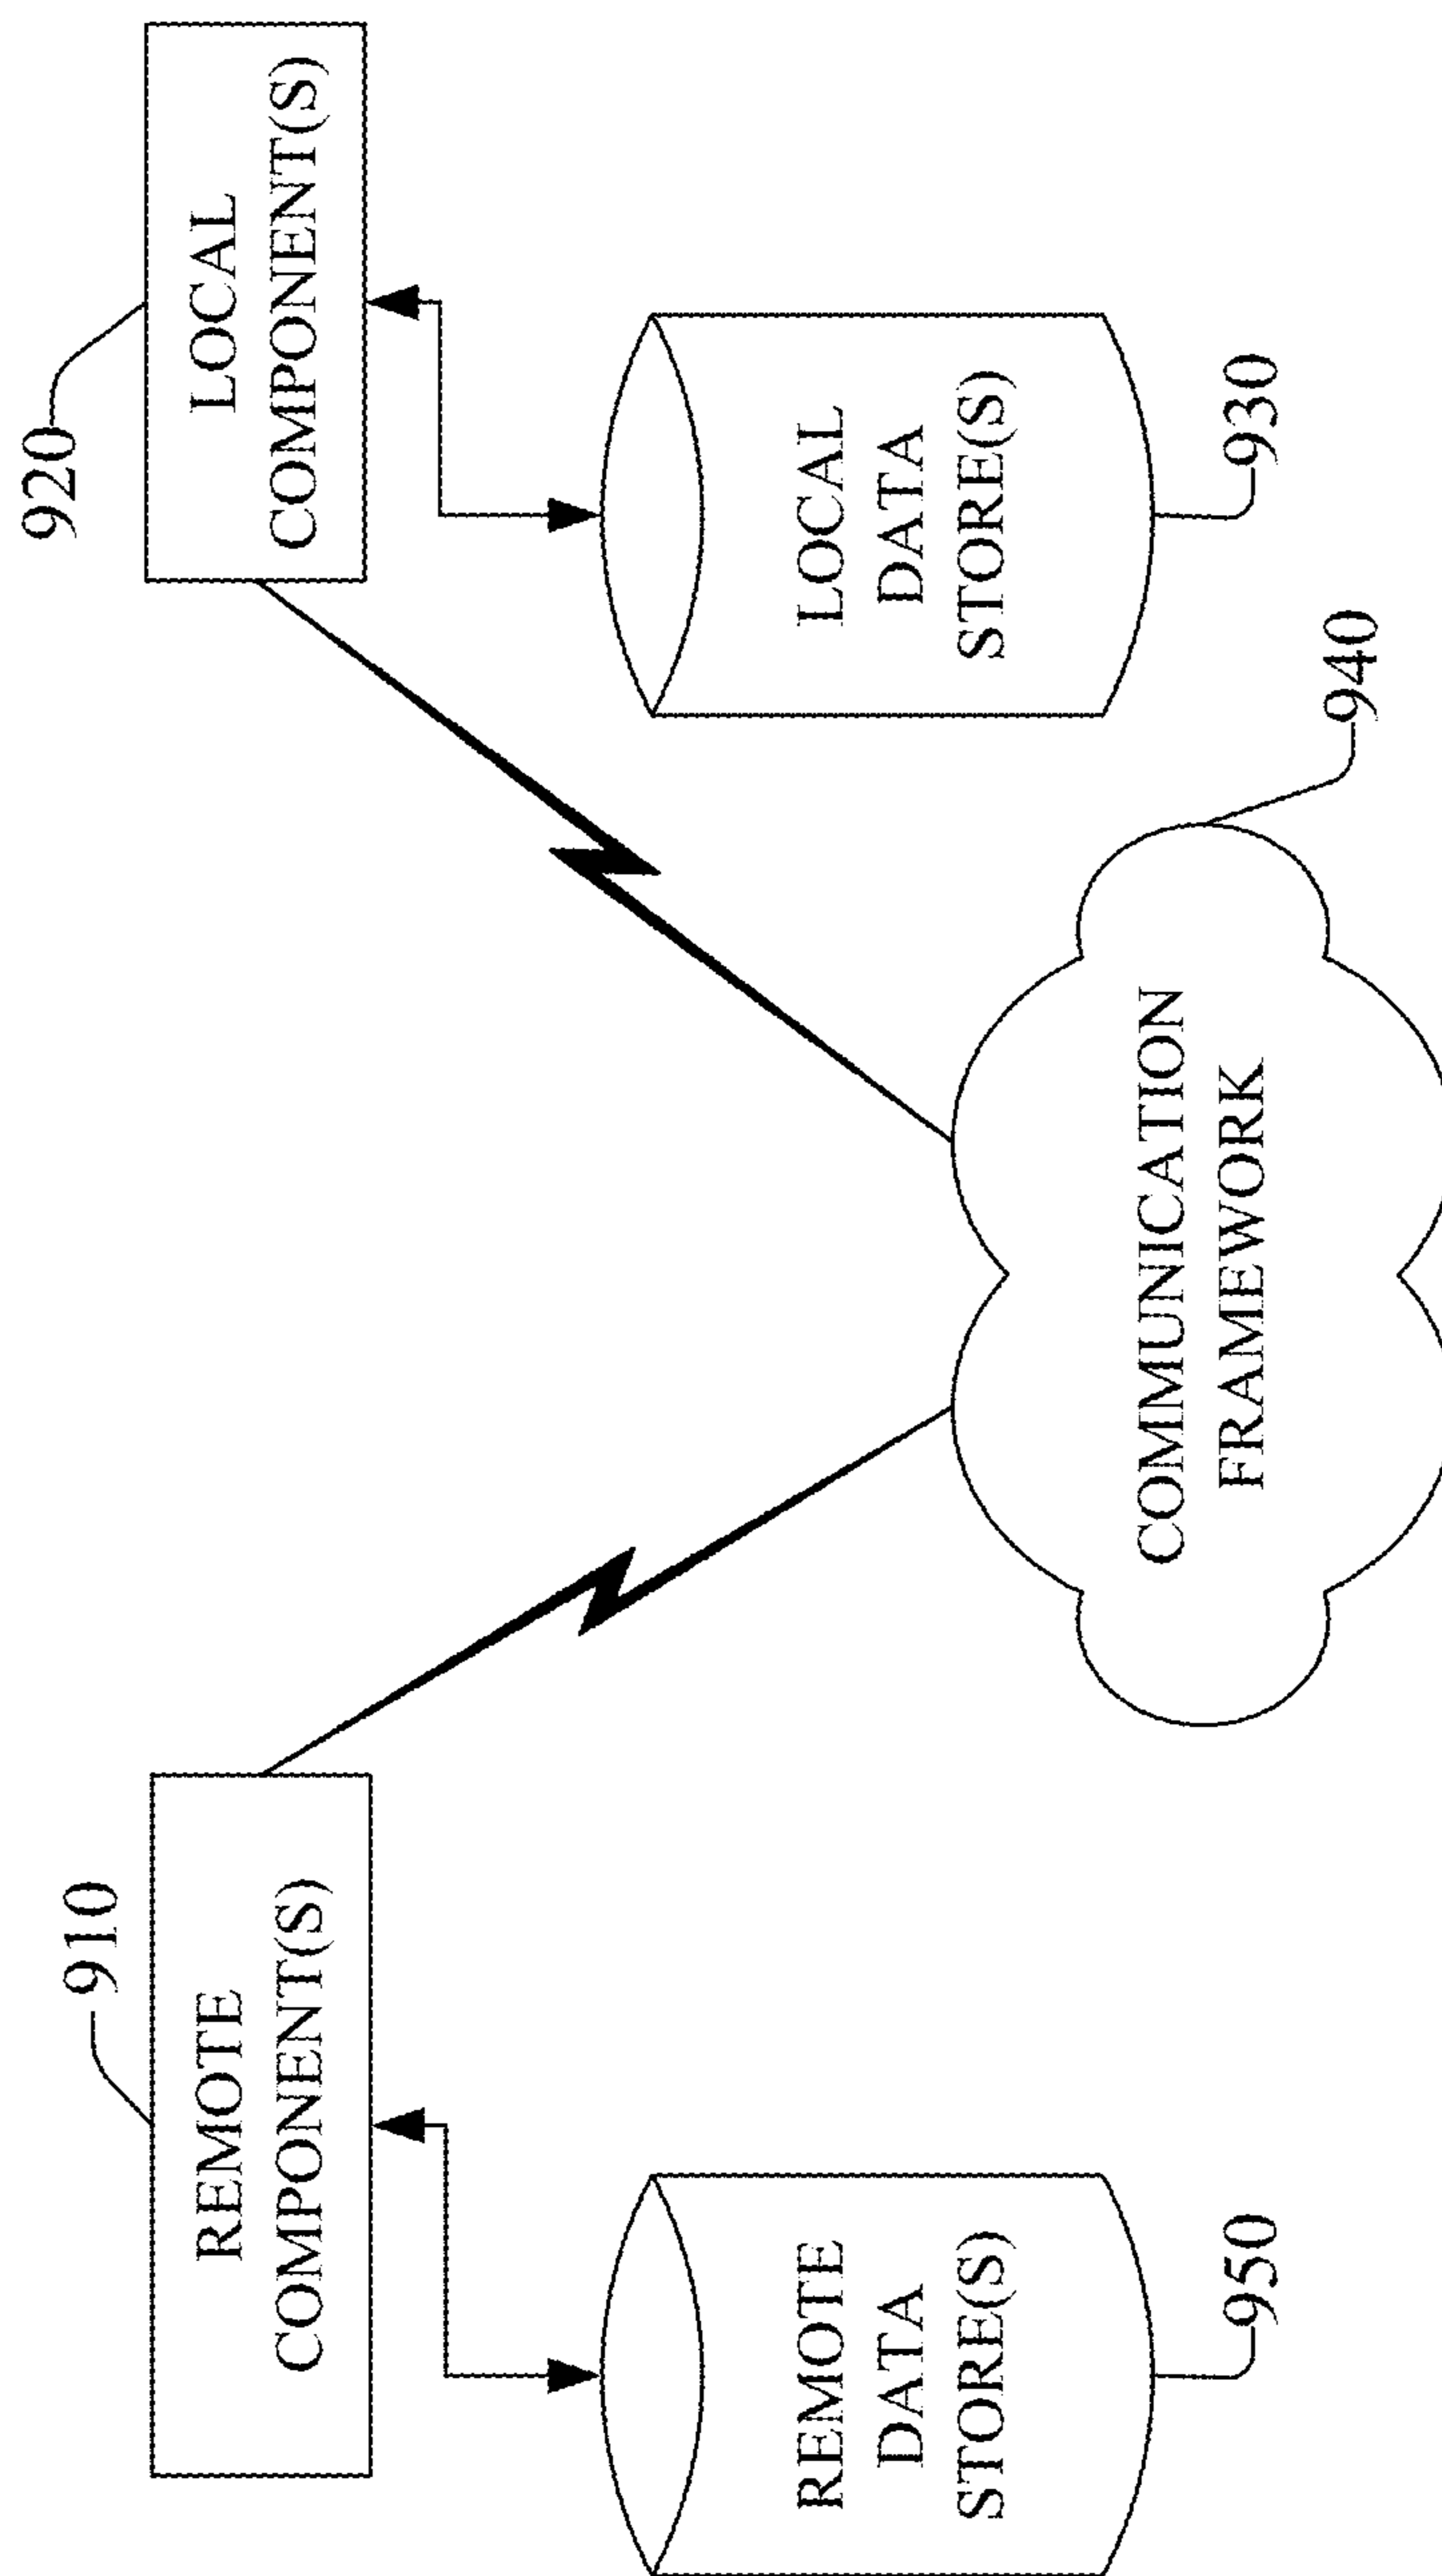 910
REMOTE
COMPONENT(S)
920
LOCAL
COMPONENT(S)
REMOTE
DATA
STORE(S)
950
LOCAL
DATA
STORE(S)
930
940
COMMUNICATION
FRAMEWORK